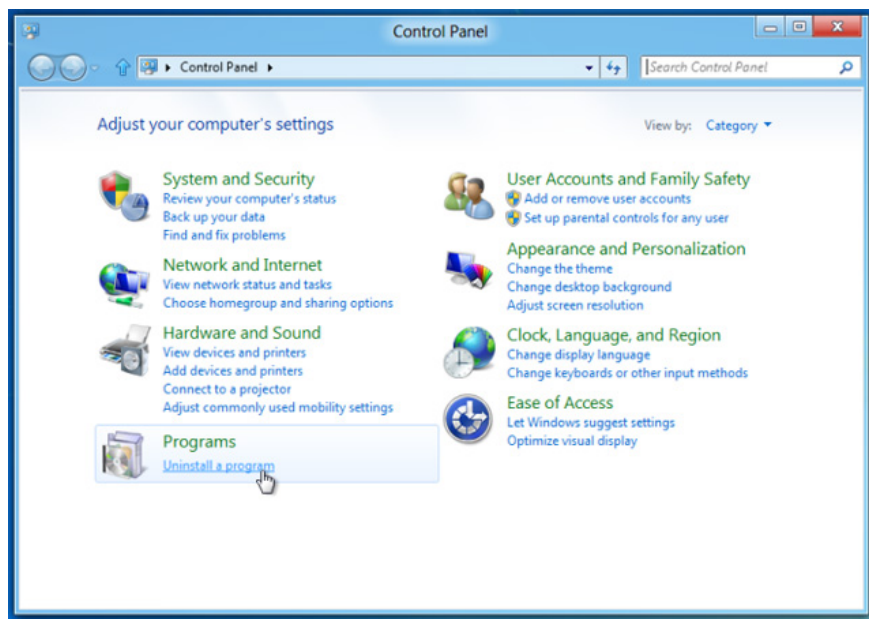 Control Panel
Control Panel
Search Control Panel
Adjust your computer's settings
View by: Category
System and Security
Review your computer's status
Back up your data
Find and fix problems
Network and Internet
View network status and tasks
Choose homegroup and sharing options
Hardware and Sound
View devices and printers
Add devices and printers
Connect to a projector
Adjust commonly used mobility settings
Programs
Uninstall a program
User Accounts and Family Safety
Add or remove user accounts
Set up parental controls for any user
Appearance and Personalization
Change the theme
Change desktop background
Adjust screen resolution
Clock, Language, and Region
Change display language
Change keyboards or other input methods
Ease of Access
Let Windows suggest settings
Optimize visual display